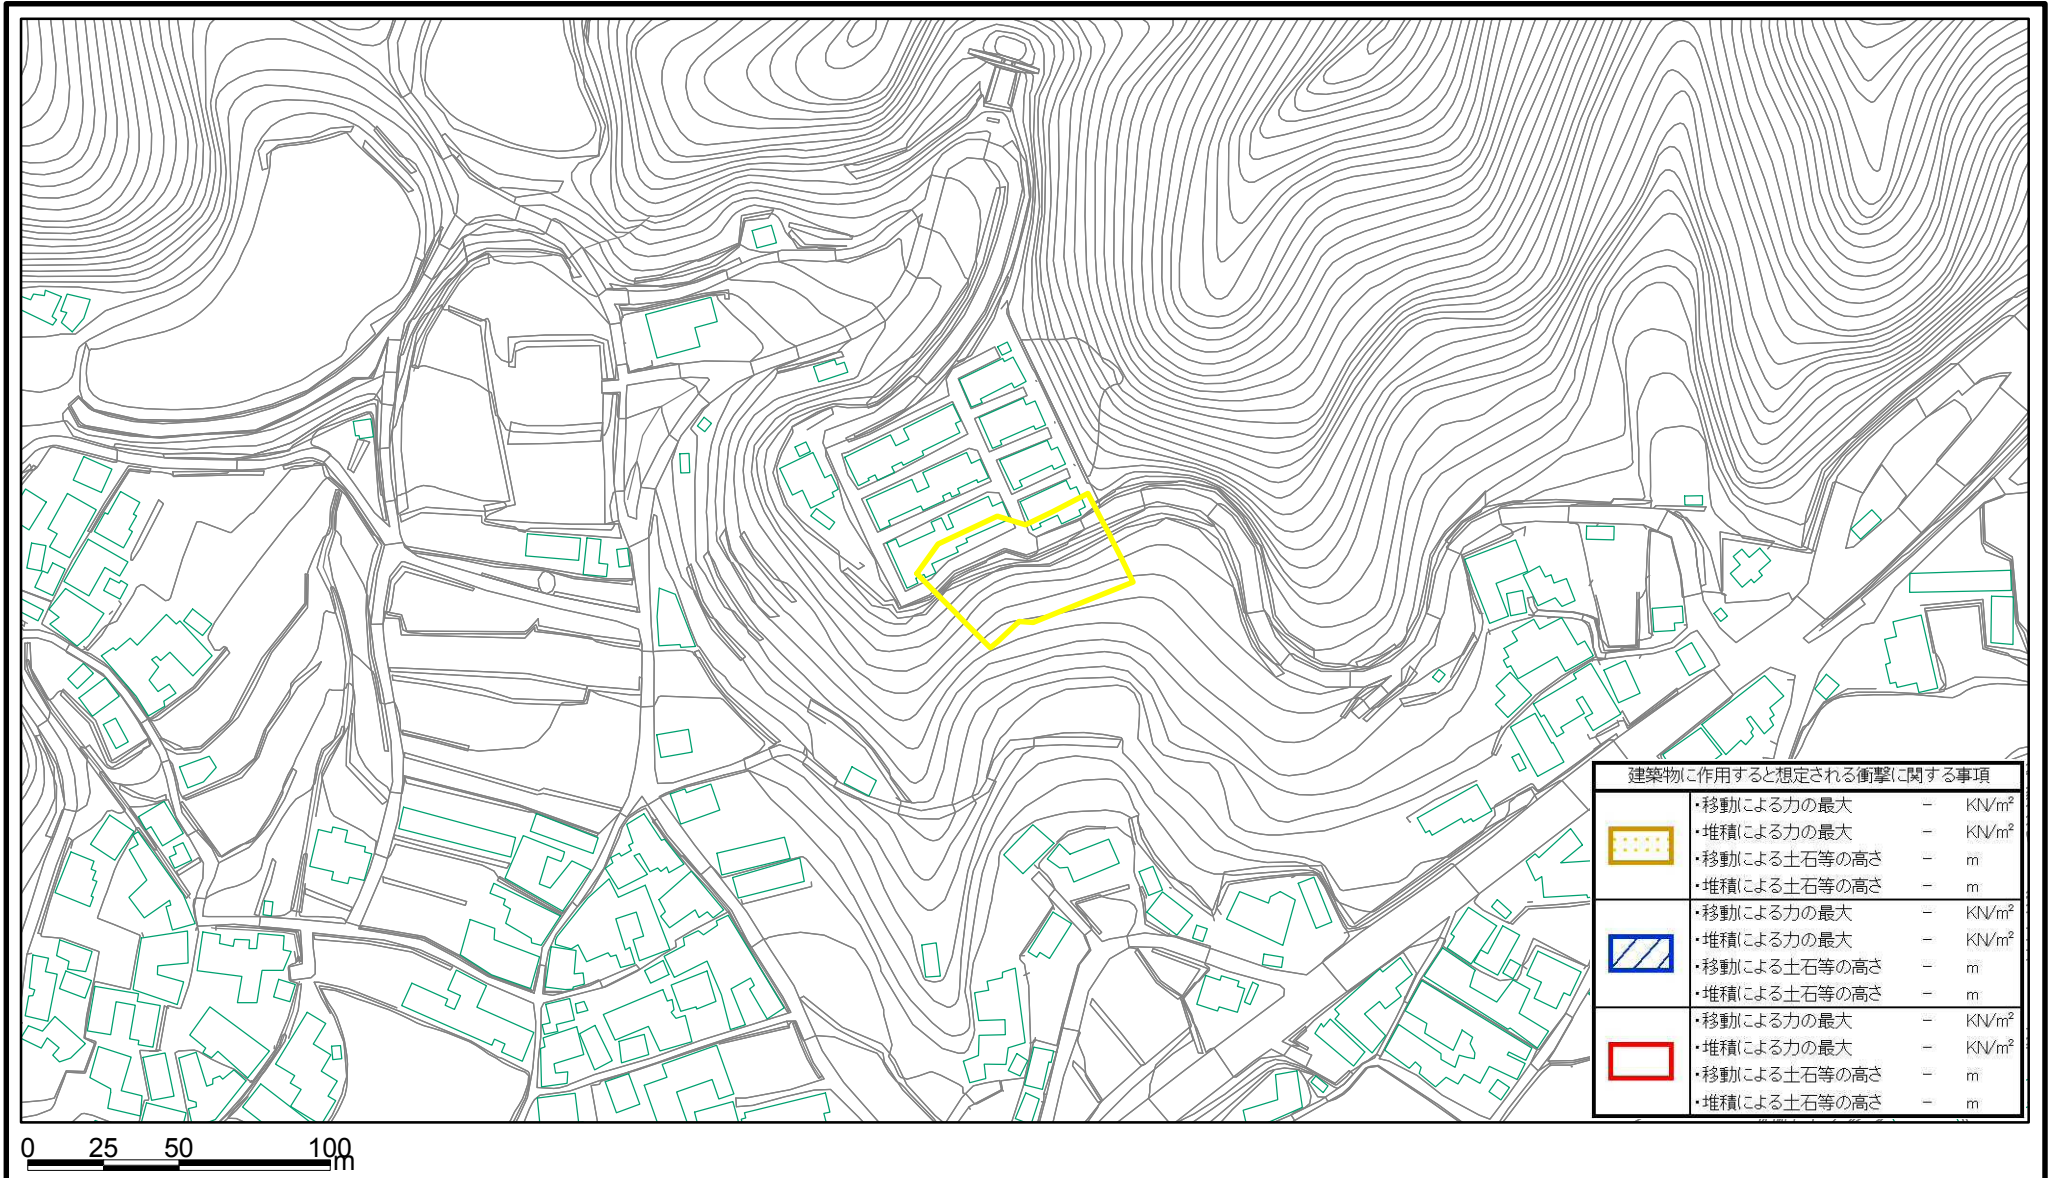 建築物に作用すると想定される衝撃に関する事項
・移動による力の最大 － KN/m²
・堆積による力の最大 － KN/m²
・移動による土石等の高さ － m
・堆積による土石等の高さ － m
・移動による力の最大 － KN/m²
・堆積による力の最大 － KN/m²
・移動による土石等の高さ － m
・堆積による土石等の高さ － m
・移動による力の最大 － KN/m²
・堆積による力の最大 － KN/m²
・移動による土石等の高さ － m
・堆積による土石等の高さ － m
0 25 50 100m